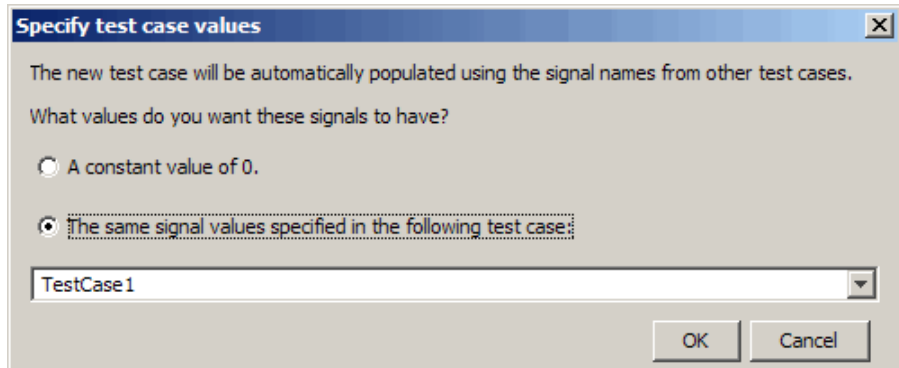 Specify test case values
The new test case will be automatically populated using the signal names from other test cases.
What values do you want these signals to have?
A constant value of 0.
The same signal values specified in the following test case:
TestCase1
OK Cancel